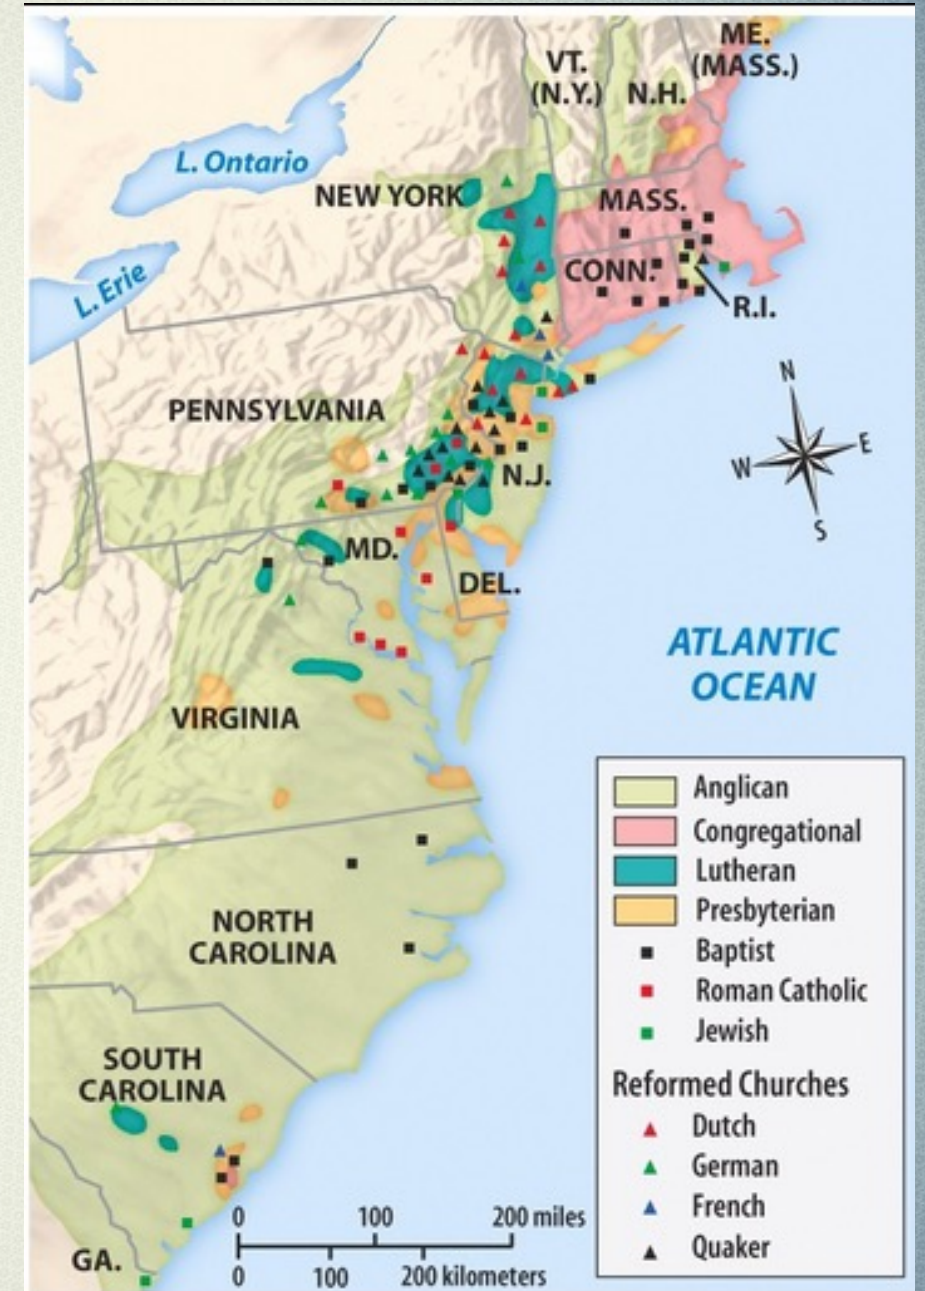 ME.
(MASS.)
VT.
(N.Y.)
N.H.
L. Ontario
NEW YORK
MASS.
L. Erie
CONN.
R.I.
N
PENNSYLVANIA
W
E
N.J.
S
MD.
DEL.
ATLANTIC
OCEAN
VIRGINIA
Anglican
Congregational
Lutheran
Presbyterian
Baptist
Roman Catholic
Jewish
Reformed Churches
Dutch
German
French
Quaker
NORTH
CAROLINA
SOUTH
CAROLINA
0 100 200 miles
GA.
0 100 200 kilometers